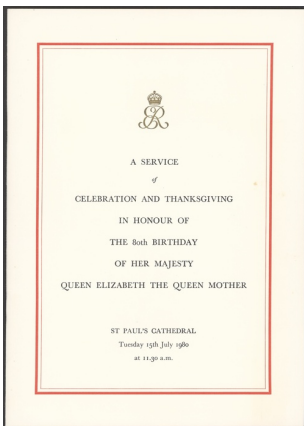 A SERVICE
of
CELEBRATION AND THANKSGIVING
IN HONOUR OF
THE 80th BIRTHDAY
OF HER MAJESTY
QUEEN ELIZABETH THE QUEEN MOTHER
ST PAUL'S CATHEDRAL
Tuesday 15th July 1980
at 11.30 a.m.